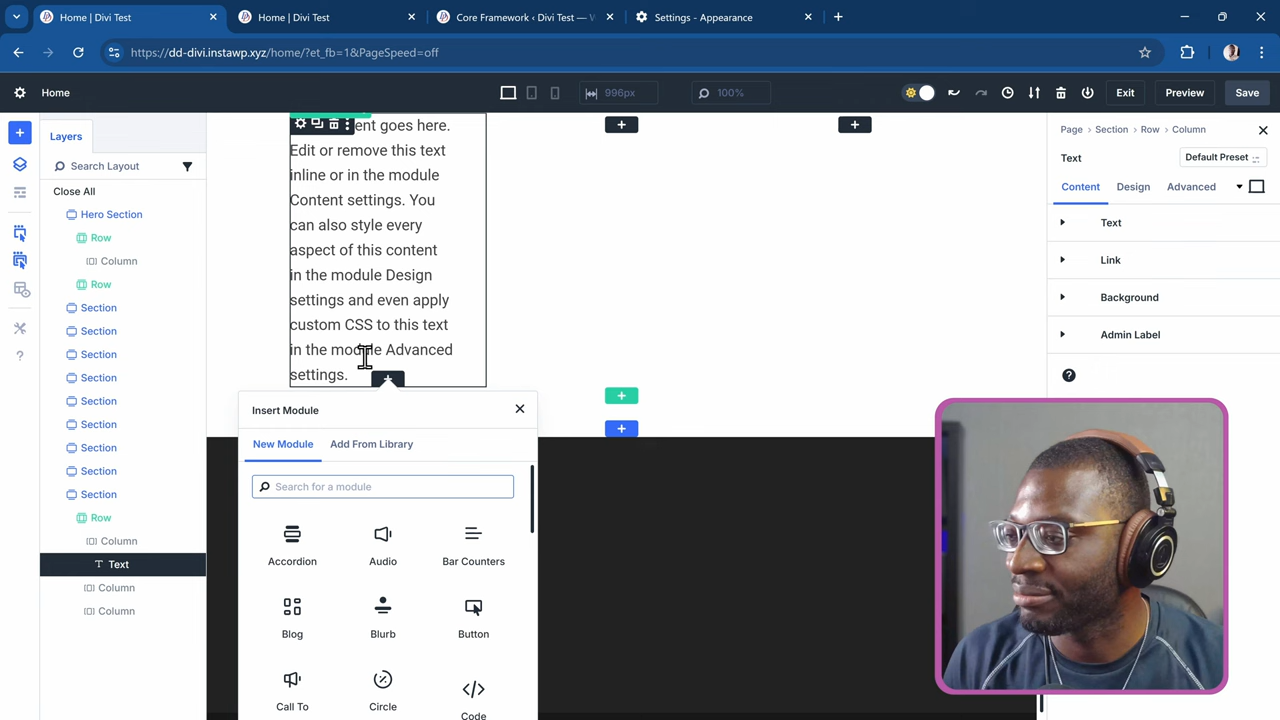 Home | Divi Test
Home | Divi Test
Core Framework ‹ Divi Test — W
Settings - Appearance
https://dd-divi.instawp.xyz/home/?et_fb=1&PageSpeed=off
Home
996px
100%
Exit
Preview
Save
Layers
Search Layout
Close All
Hero Section
Row
Column
Row
Section
Section
Section
Section
Section
Section
Section
Section
Section
Row
Column
Text
Column
Column
ent goes here.
Edit or remove this text
inline or in the module
Content settings. You
can also style every
aspect of this content
in the module Design
settings and even apply
custom CSS to this text
in the module Advanced
settings.
Insert Module
New Module
Add From Library
Search for a module
Accordion
Audio
Bar Counters
Blog
Blurb
Button
Call To
Circle
Code
Page
Section
Row
Column
Text
Default Preset
Content
Design
Advanced
Text
Link
Background
Admin Label